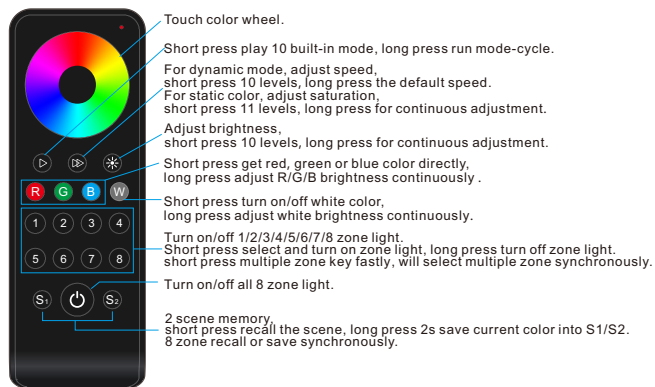 Touch color wheel.
Short press play 10 built-in mode, long press run mode-cycle.
For dynamic mode, adjust speed,
short press 10 levels, long press the default speed.
For static color, adjust saturation,
short press 11 levels, long press for continuous adjustment.
Adjust brightness,
short press 10 levels, long press for continuous adjustment.
Short press get red, green or blue color directly,
long press adjust R/G/B brightness continuously .
R G B W
Short press turn on/off white color,
long press adjust white brightness continuously.
1 2 3 4
Turn on/off 1/2/3/4/5/6/7/8 zone light.
Short press select and turn on zone light, long press turn off zone light.
short press multiple zone key fastly, will select multiple zone synchronously.
5 6 7 8
Turn on/off all 8 zone light.
S1 S2
2 scene memory,
short press recall the scene, long press 2s save current color into S1/S2.
8 zone recall or save synchronously.